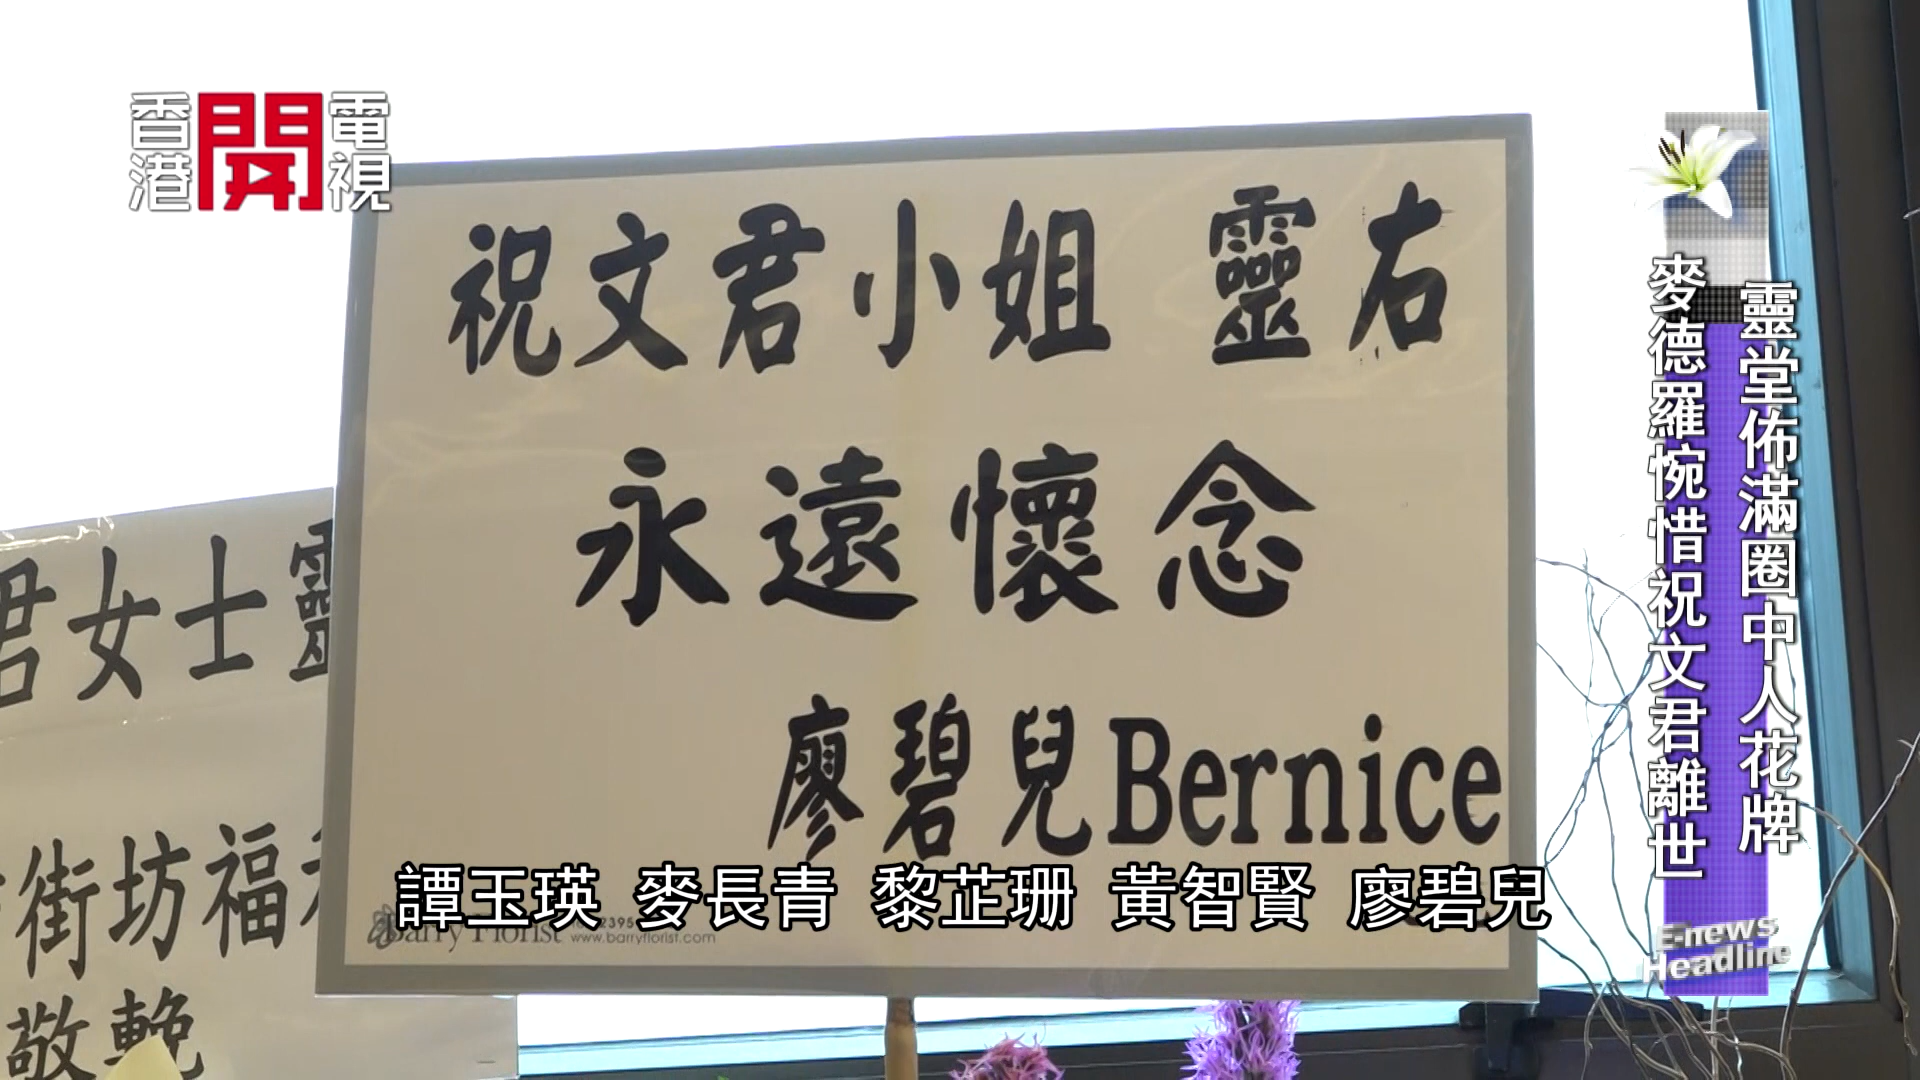 香港開電視
祝文君小姐 靈右
永遠懷念
廖碧兒Bernice
Barry Florist
2395
www.barryflorist.com
君女士靈
街坊福
敬輓
譚玉瑛 麥長青 黎芷珊 黃智賢 廖碧兒
靈堂佈滿圈中人花牌
麥德羅惋惜祝文君離世
E-news
Headline